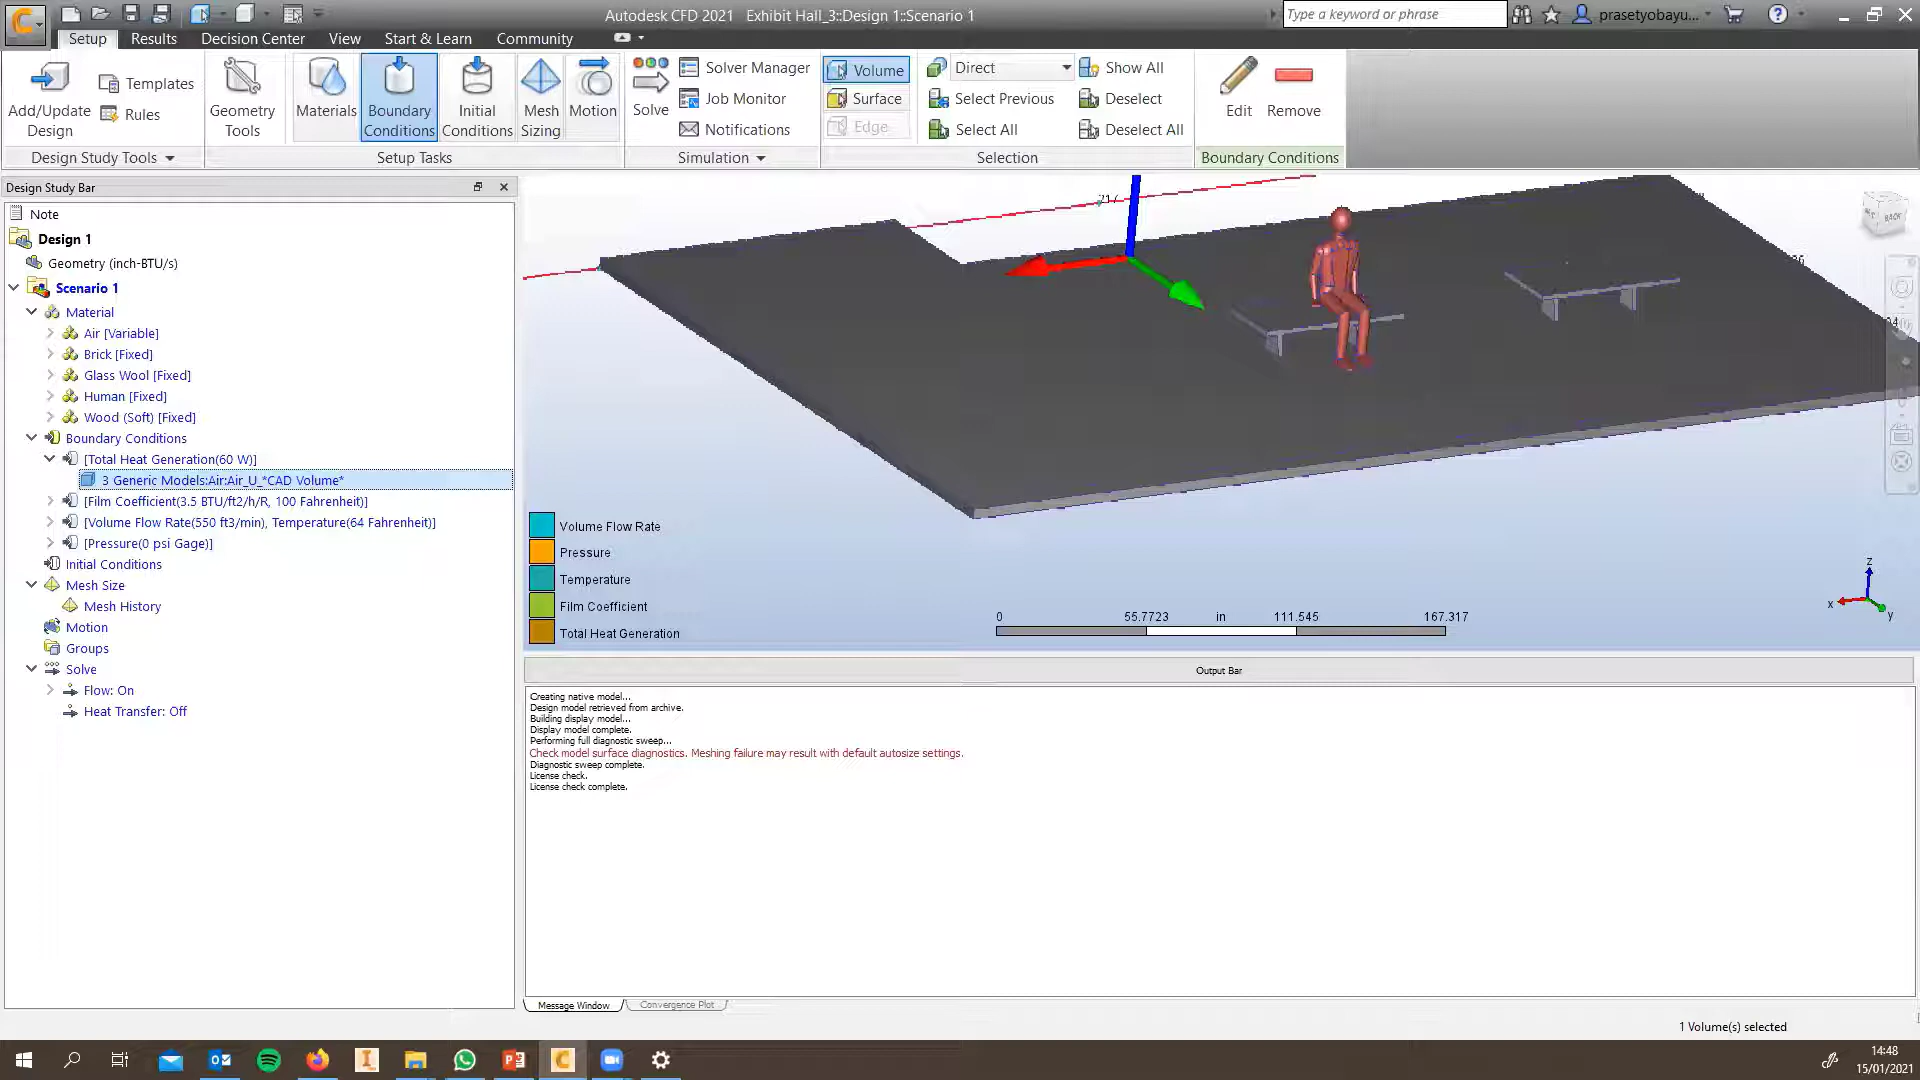 Autodesk CFD 2021 Exhibit Hall_3::Design 1::Scenario 1
Type a keyword or phrase
prasetyobayu...
Setup
Results
Decision Center
View
Start & Learn
Community
Add/Update
Design
Templates
Rules
Design Study Tools
Geometry
Tools
Materials
Boundary
Conditions
Initial
Conditions
Mesh
Sizing
Motion
Setup Tasks
Solve
Solver Manager
Job Monitor
Notifications
Simulation
Volume
Surface
Edge
Direct
Select Previous
Select All
Show All
Deselect
Deselect All
Selection
Edit
Remove
Boundary Conditions
Design Study Bar
Note
Design 1
Geometry (inch-BTU/s)
Scenario 1
Material
Air [Variable]
Brick [Fixed]
Glass Wool [Fixed]
Human [Fixed]
Wood (Soft) [Fixed]
Boundary Conditions
[Total Heat Generation(60 W)]
3 Generic Models:Air:Air_U_*CAD Volume*
[Film Coefficient(3.5 BTU/ft2/h/R, 100 Fahrenheit)]
[Volume Flow Rate(550 ft3/min), Temperature(64 Fahrenheit)]
[Pressure(0 psi Gage)]
Initial Conditions
Mesh Size
Mesh History
Motion
Groups
Solve
Flow: On
Heat Transfer: Off
BACK
Volume Flow Rate
Pressure
Temperature
Film Coefficient
Total Heat Generation
0 55.7723 in 111.545 167.317
z
x
y
Output Bar
Creating native model...
Design model retrieved from archive.
Building display model...
Display model complete.
Performing full diagnostic sweep...
Check model surface diagnostics. Meshing failure may result with default autosize settings.
Diagnostic sweep complete.
License check.
License check complete.
Message Window
Convergence Plot
1 Volume(s) selected
14:48
15/01/2021